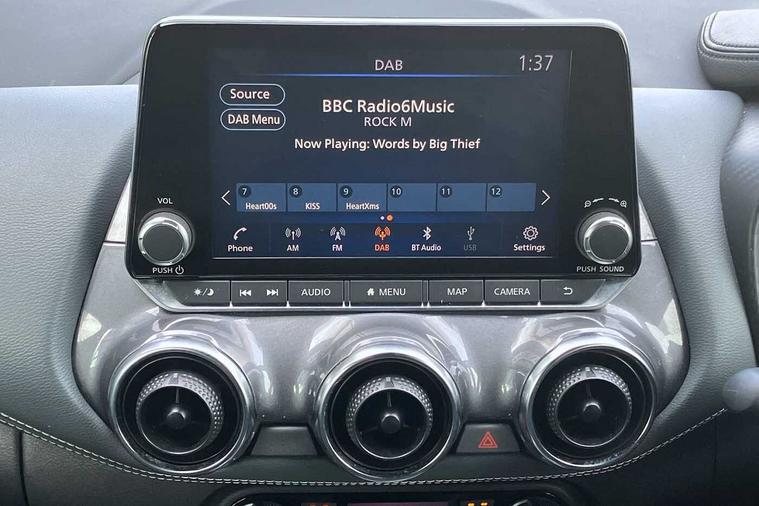 DAB
1:37
Source
BBC Radio6Music
DAB Menu
ROCK M
Now Playing: Words by Big Thief
7 8 9 10 11 12
Heart00s KISS HeartXms
VOL
Phone AM FM DAB BT Audio USB Settings
PUSH
PUSH SOUND
AUDIO MENU MAP CAMERA